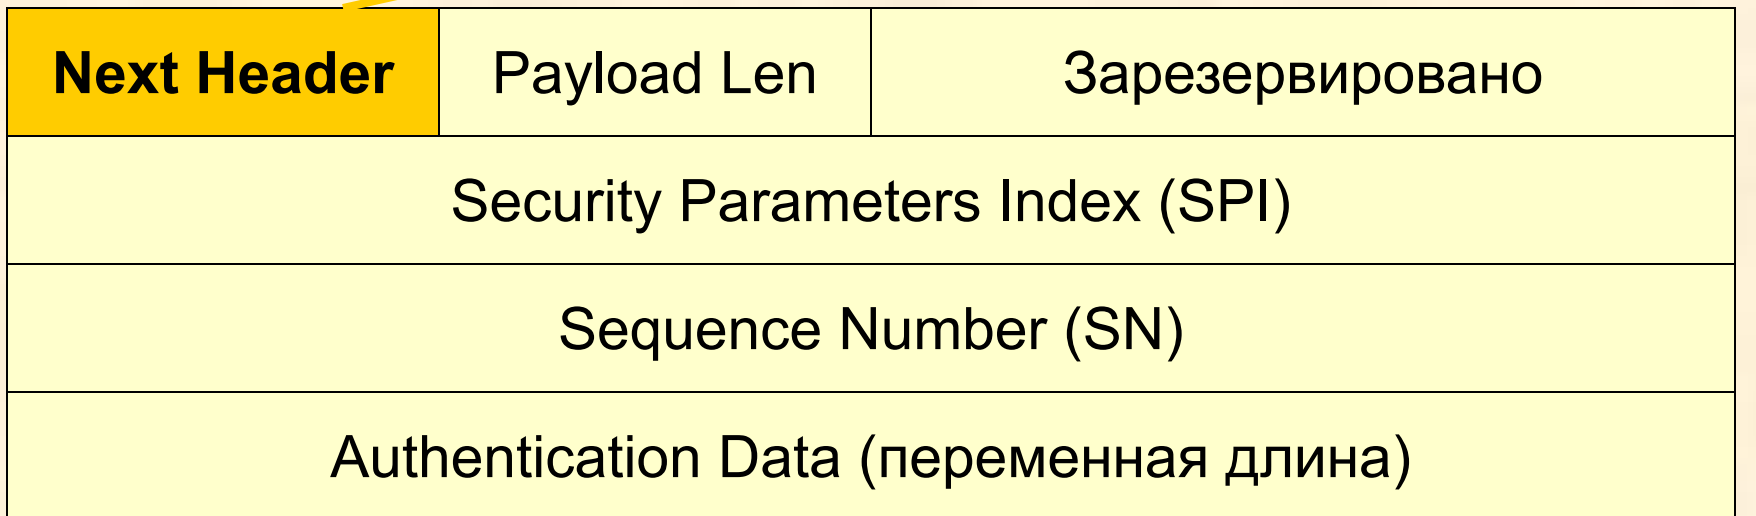 Next Header
Payload Len
Зарезервировано
Security Parameters Index (SPI)
Sequence Number (SN)
Authentication Data (переменная длина)